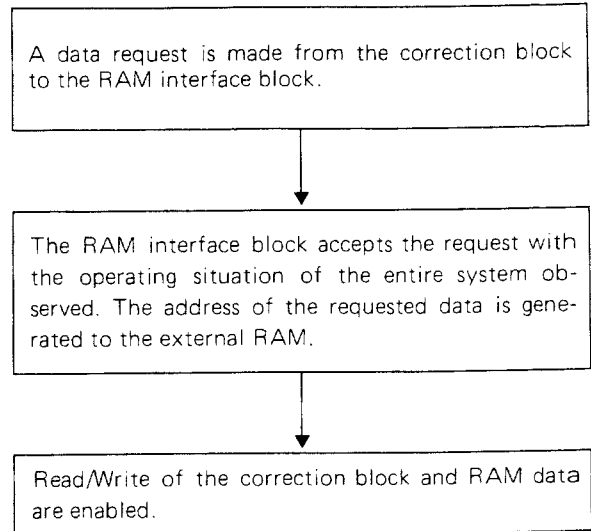 A data request is made from the correction block
to the RAM interface block.
The RAM interface block accepts the request with
the operating situation of the entire system ob-
served. The address of the requested data is gene-
rated to the external RAM.
Read/Write of the correction block and RAM data
are enabled.